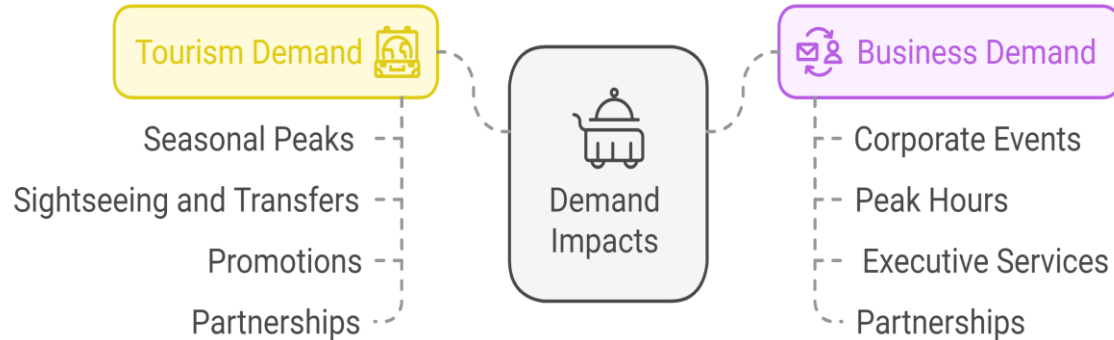 Tourism Demand
Seasonal Peaks
Sightseeing and Transfers
Promotions
Partnerships
Demand
Impacts
Business Demand
Corporate Events
Peak Hours
Executive Services
Partnerships